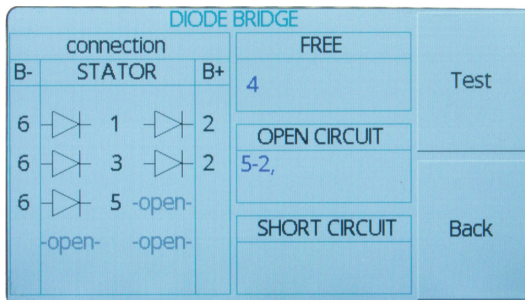 DIODE BRIDGE
connection
B- STATOR B+
6 1 2
6 3 2
6 5 -open-
-open- -open-
FREE
4
OPEN CIRCUIT
5-2,
SHORT CIRCUIT
Test
Back